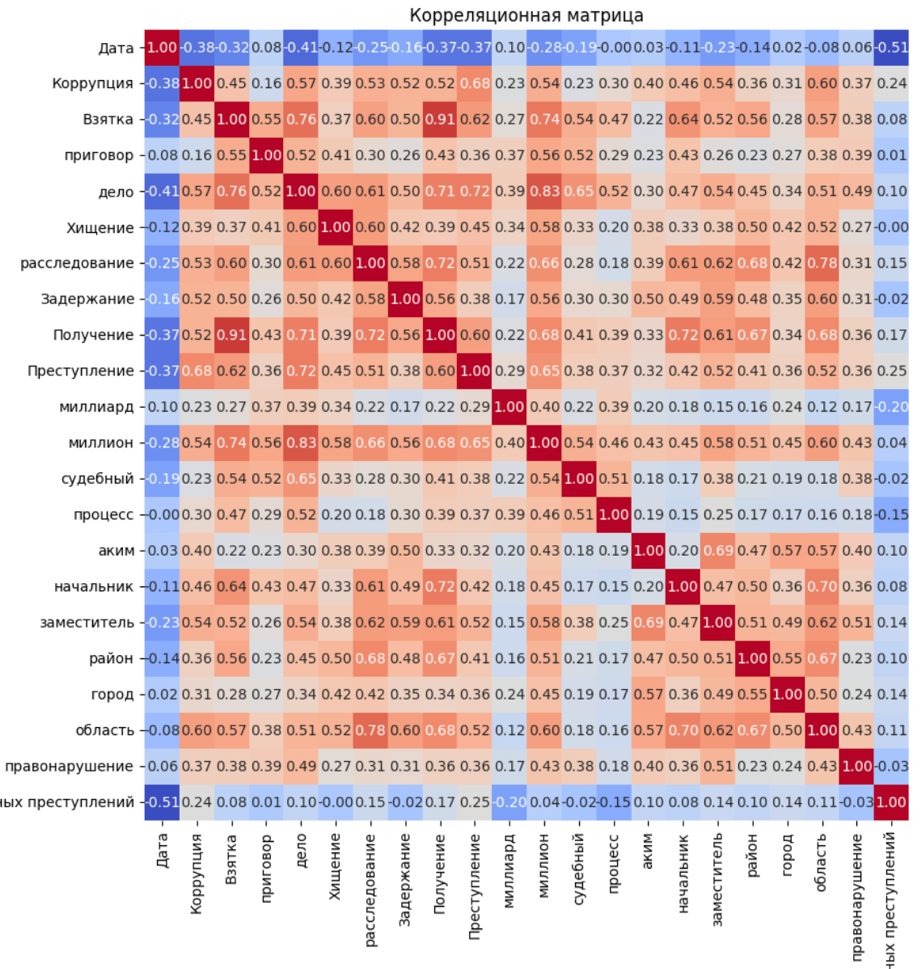 Корреляционная матрица
Дата 1.00 -0.38 -0.32 0.08 -0.41 -0.12 -0.25 -0.16 -0.37 -0.37 0.10 -0.28 -0.19 -0.00 0.03 -0.11 -0.23 -0.14 0.02 -0.08 0.06 -0.51
Коррупция -0.38 1.00 0.45 0.16 0.57 0.39 0.53 0.52 0.52 0.68 0.23 0.54 0.23 0.30 0.40 0.46 0.54 0.36 0.31 0.60 0.37 0.24
Взятка -0.32 0.45 1.00 0.55 0.76 0.37 0.60 0.50 0.91 0.62 0.27 0.74 0.54 0.47 0.22 0.64 0.52 0.56 0.28 0.57 0.38 0.08
приговор 0.08 0.16 0.55 1.00 0.52 0.41 0.30 0.26 0.43 0.36 0.37 0.56 0.52 0.29 0.23 0.43 0.26 0.23 0.27 0.38 0.39 0.01
дело -0.41 0.57 0.76 0.52 1.00 0.60 0.61 0.50 0.71 0.72 0.39 0.83 0.65 0.52 0.30 0.47 0.54 0.45 0.34 0.51 0.49 0.10
Хищение -0.12 0.39 0.37 0.41 0.60 1.00 0.60 0.42 0.39 0.45 0.34 0.58 0.33 0.20 0.38 0.33 0.38 0.50 0.42 0.52 0.27 -0.00
расследование -0.25 0.53 0.60 0.30 0.61 0.60 1.00 0.58 0.72 0.51 0.22 0.66 0.28 0.18 0.39 0.61 0.62 0.68 0.42 0.78 0.31 0.15
Задержание -0.16 0.52 0.50 0.26 0.50 0.42 0.58 1.00 0.56 0.38 0.17 0.56 0.30 0.30 0.50 0.49 0.59 0.48 0.35 0.60 0.31 -0.02
Получение -0.37 0.52 0.91 0.43 0.71 0.39 0.72 0.56 1.00 0.60 0.22 0.68 0.41 0.39 0.33 0.72 0.61 0.67 0.34 0.68 0.36 0.17
Преступление -0.37 0.68 0.62 0.36 0.72 0.45 0.51 0.38 0.60 1.00 0.29 0.65 0.38 0.37 0.32 0.42 0.52 0.41 0.36 0.52 0.36 0.25
миллиард 0.10 0.23 0.27 0.37 0.39 0.34 0.22 0.17 0.22 0.29 1.00 0.40 0.22 0.39 0.20 0.18 0.15 0.16 0.24 0.12 0.17 -0.20
миллион -0.28 0.54 0.74 0.56 0.83 0.58 0.66 0.56 0.68 0.65 0.40 1.00 0.54 0.46 0.43 0.45 0.58 0.51 0.45 0.60 0.43 0.04
судебный -0.19 0.23 0.54 0.52 0.65 0.33 0.28 0.30 0.41 0.38 0.22 0.54 1.00 0.51 0.18 0.17 0.38 0.21 0.19 0.18 0.38 -0.02
процесс -0.00 0.30 0.47 0.29 0.52 0.20 0.18 0.30 0.39 0.37 0.39 0.46 0.51 1.00 0.19 0.15 0.25 0.17 0.17 0.16 0.18 -0.15
аким 0.03 0.40 0.22 0.23 0.30 0.38 0.39 0.50 0.33 0.32 0.20 0.43 0.18 0.19 1.00 0.20 0.69 0.47 0.57 0.57 0.40 0.10
начальник -0.11 0.46 0.64 0.43 0.47 0.33 0.61 0.49 0.72 0.42 0.18 0.45 0.17 0.15 0.20 1.00 0.47 0.50 0.36 0.70 0.36 0.08
заместитель -0.23 0.54 0.52 0.26 0.54 0.38 0.62 0.59 0.61 0.52 0.15 0.58 0.38 0.25 0.69 0.47 1.00 0.51 0.49 0.62 0.51 0.14
район -0.14 0.36 0.56 0.23 0.45 0.50 0.68 0.48 0.67 0.41 0.16 0.51 0.21 0.17 0.47 0.50 0.51 1.00 0.55 0.67 0.23 0.10
город 0.02 0.31 0.28 0.27 0.34 0.42 0.42 0.35 0.34 0.36 0.24 0.45 0.19 0.17 0.57 0.36 0.49 0.55 1.00 0.50 0.24 0.14
область -0.08 0.60 0.57 0.38 0.51 0.52 0.78 0.60 0.68 0.52 0.12 0.60 0.18 0.16 0.57 0.70 0.62 0.67 0.50 1.00 0.43 0.11
правонарушение 0.06 0.37 0.38 0.39 0.49 0.27 0.31 0.31 0.36 0.36 0.17 0.43 0.38 0.18 0.40 0.36 0.51 0.23 0.24 0.43 1.00 -0.03
ных преступлений -0.51 0.24 0.08 0.01 0.10 -0.00 0.15 -0.02 0.17 0.25 -0.20 0.04 -0.02 -0.15 0.10 0.08 0.14 0.10 0.14 0.11 -0.03 1.00
Дата
Коррупция
Взятка
приговор
дело
Хищение
расследование
Задержание
Получение
Преступление
миллиард
миллион
судебный
процесс
аким
начальник
заместитель
район
город
область
правонарушение
ных преступлений